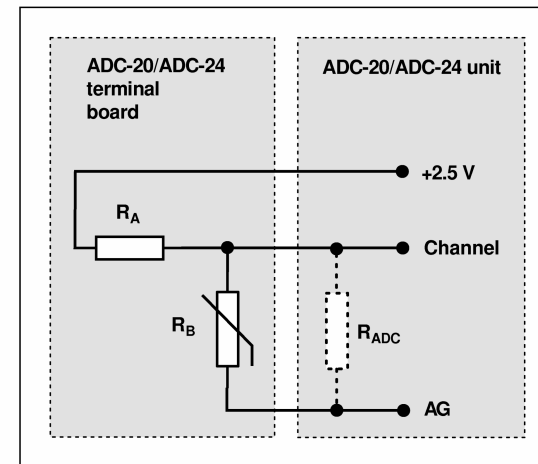 ADC-20/ADC-24
terminal
board
ADC-20/ADC-24 unit
+2.5 V
RA
Channel
RB
RADC
AG